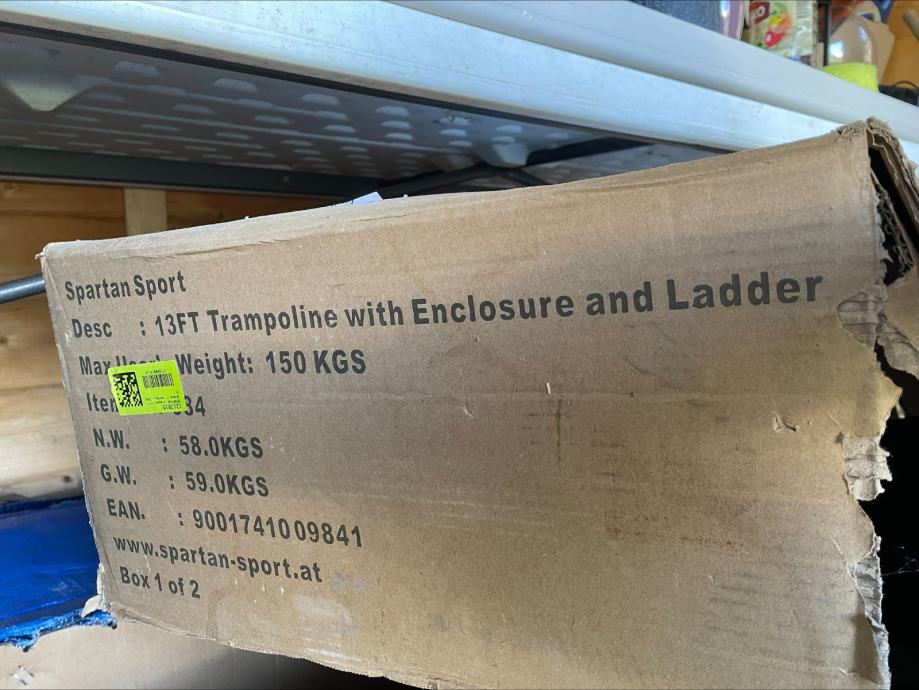 Spartan Sport
Desc : 13FT Trampoline with Enclosure and Ladder
Max Weight: 150 KGS
N.W. : 58.0KGS
G.W. : 59.0KGS
EAN. : 9001741009841
www.spartan-sport.at
Box 1 of 2